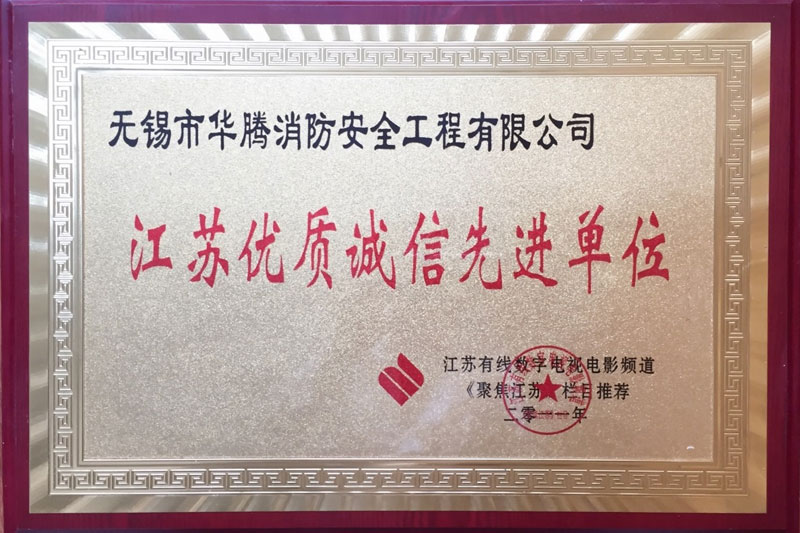 无锡市华腾消防安全工程有限公司
江苏优质诚信先进单位
江苏有线数字电视电影频道
《聚焦江苏》栏目推荐
二零一一年